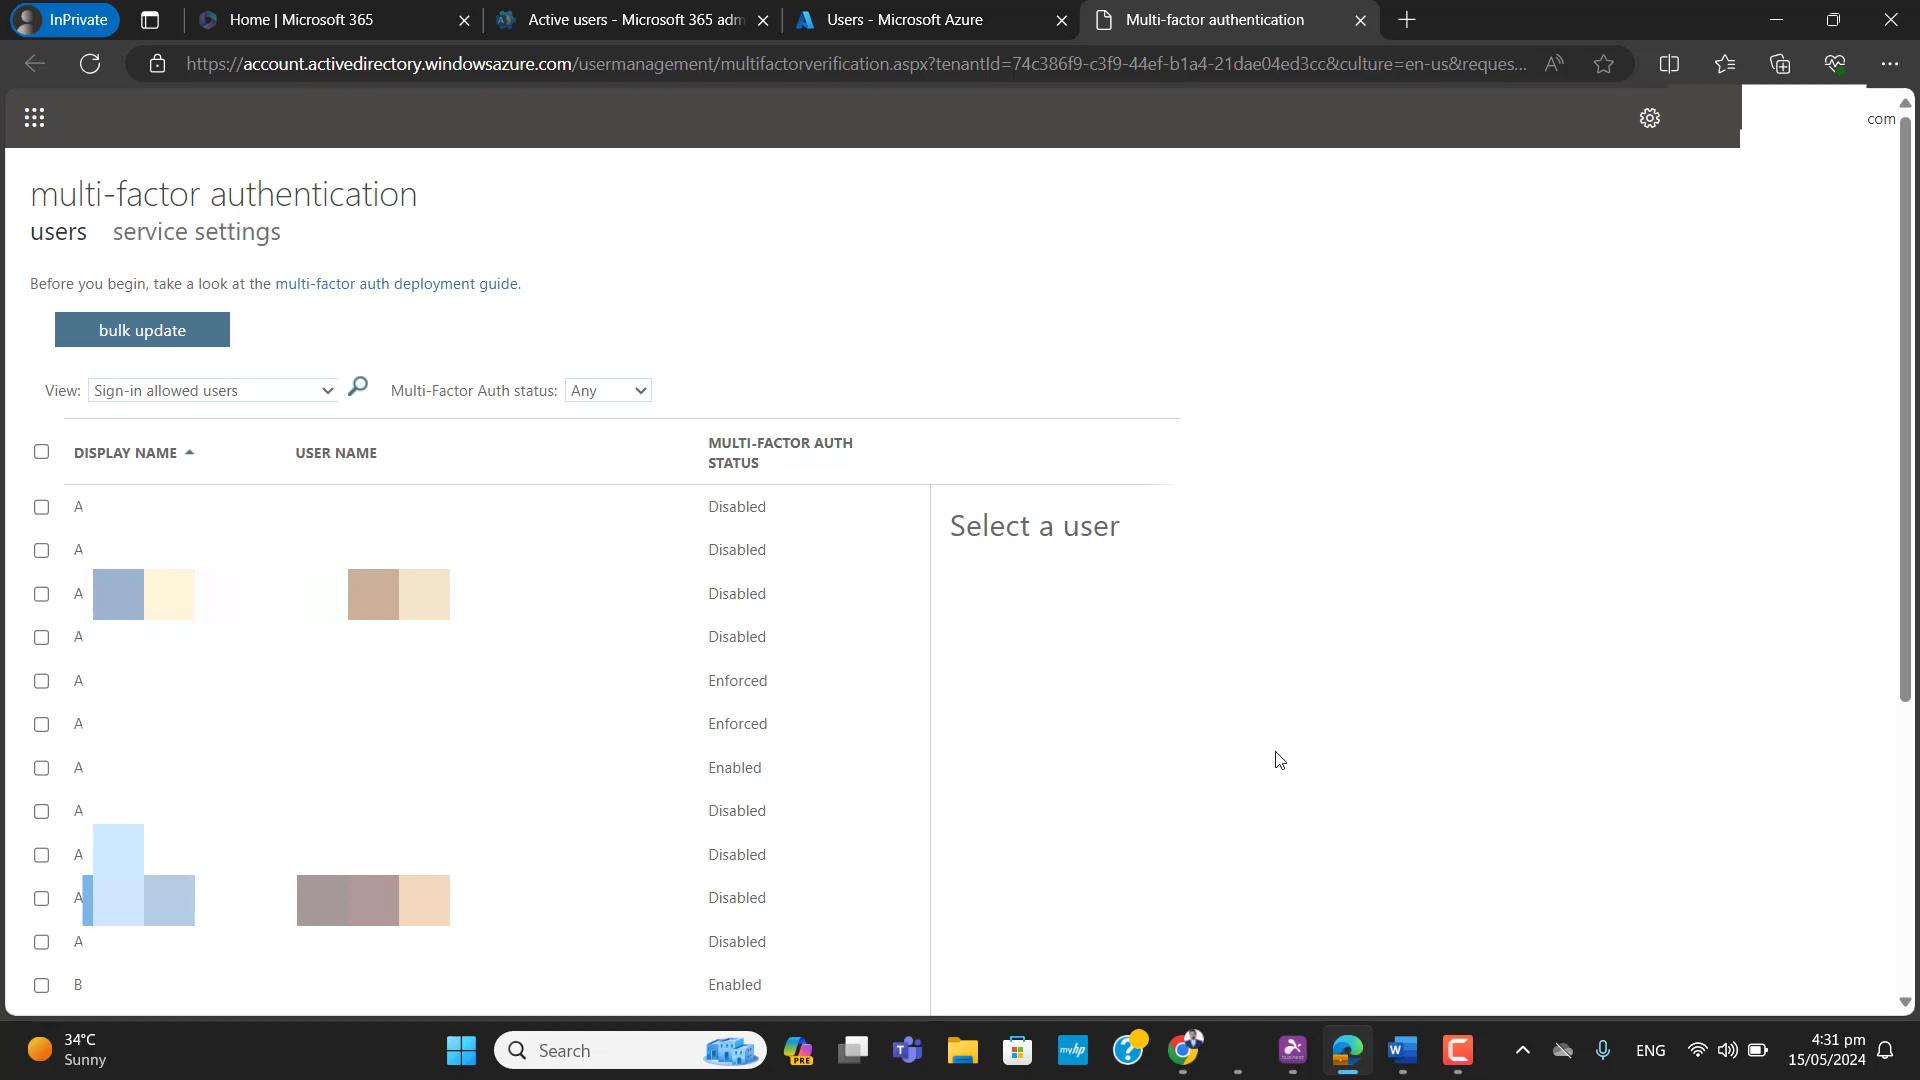 InPrivate
Home | Microsoft 365
Active users - Microsoft 365 adm
Users - Microsoft Azure
Multi-factor authentication
https://account.activedirectory.windowsazure.com/usermanagement/multifactorverification.aspx?tenantId=74c386f9-c3f9-44ef-b1a4-21dae04ed3cc&culture=en-us&reques...
com
multi-factor authentication
users service settings
Before you begin, take a look at the multi-factor auth deployment guide.
bulk update
View: Sign-in allowed users Multi-Factor Auth status: Any
DISPLAY NAME USER NAME MULTI-FACTOR AUTH STATUS
A Disabled
Select a user
A Disabled
A Disabled
A Disabled
A Enforced
A Enforced
A Enabled
A Disabled
A Disabled
A Disabled
A Disabled
B Enabled
34°C
Sunny
Search
PRE
myhp
ENG
4:31 pm
15/05/2024